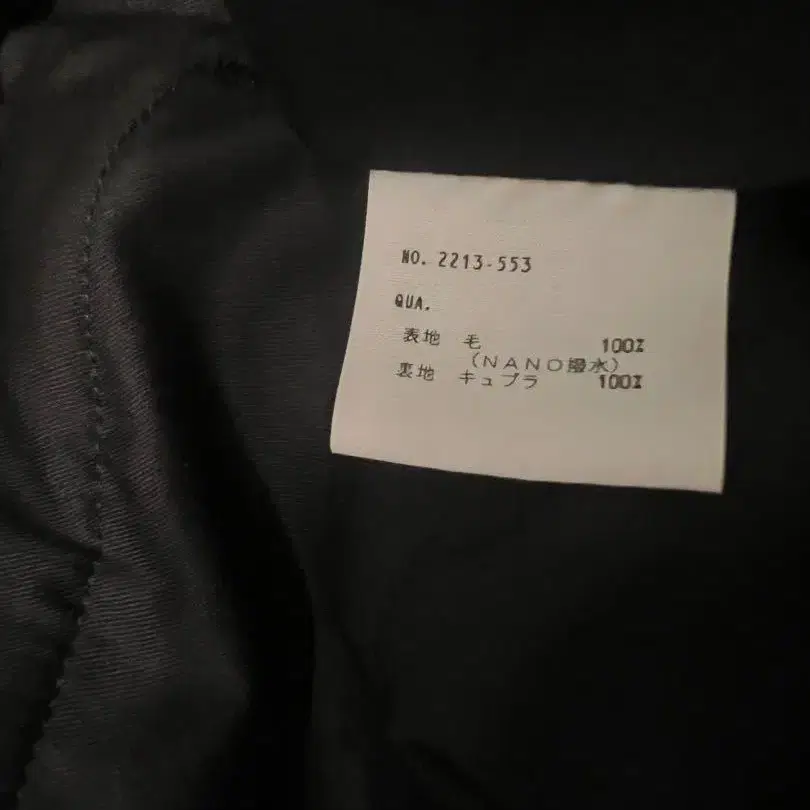 NO. 2213-553
QUA.
表地 毛 100%
(NANO撥水)
裏地 キュプラ 100%